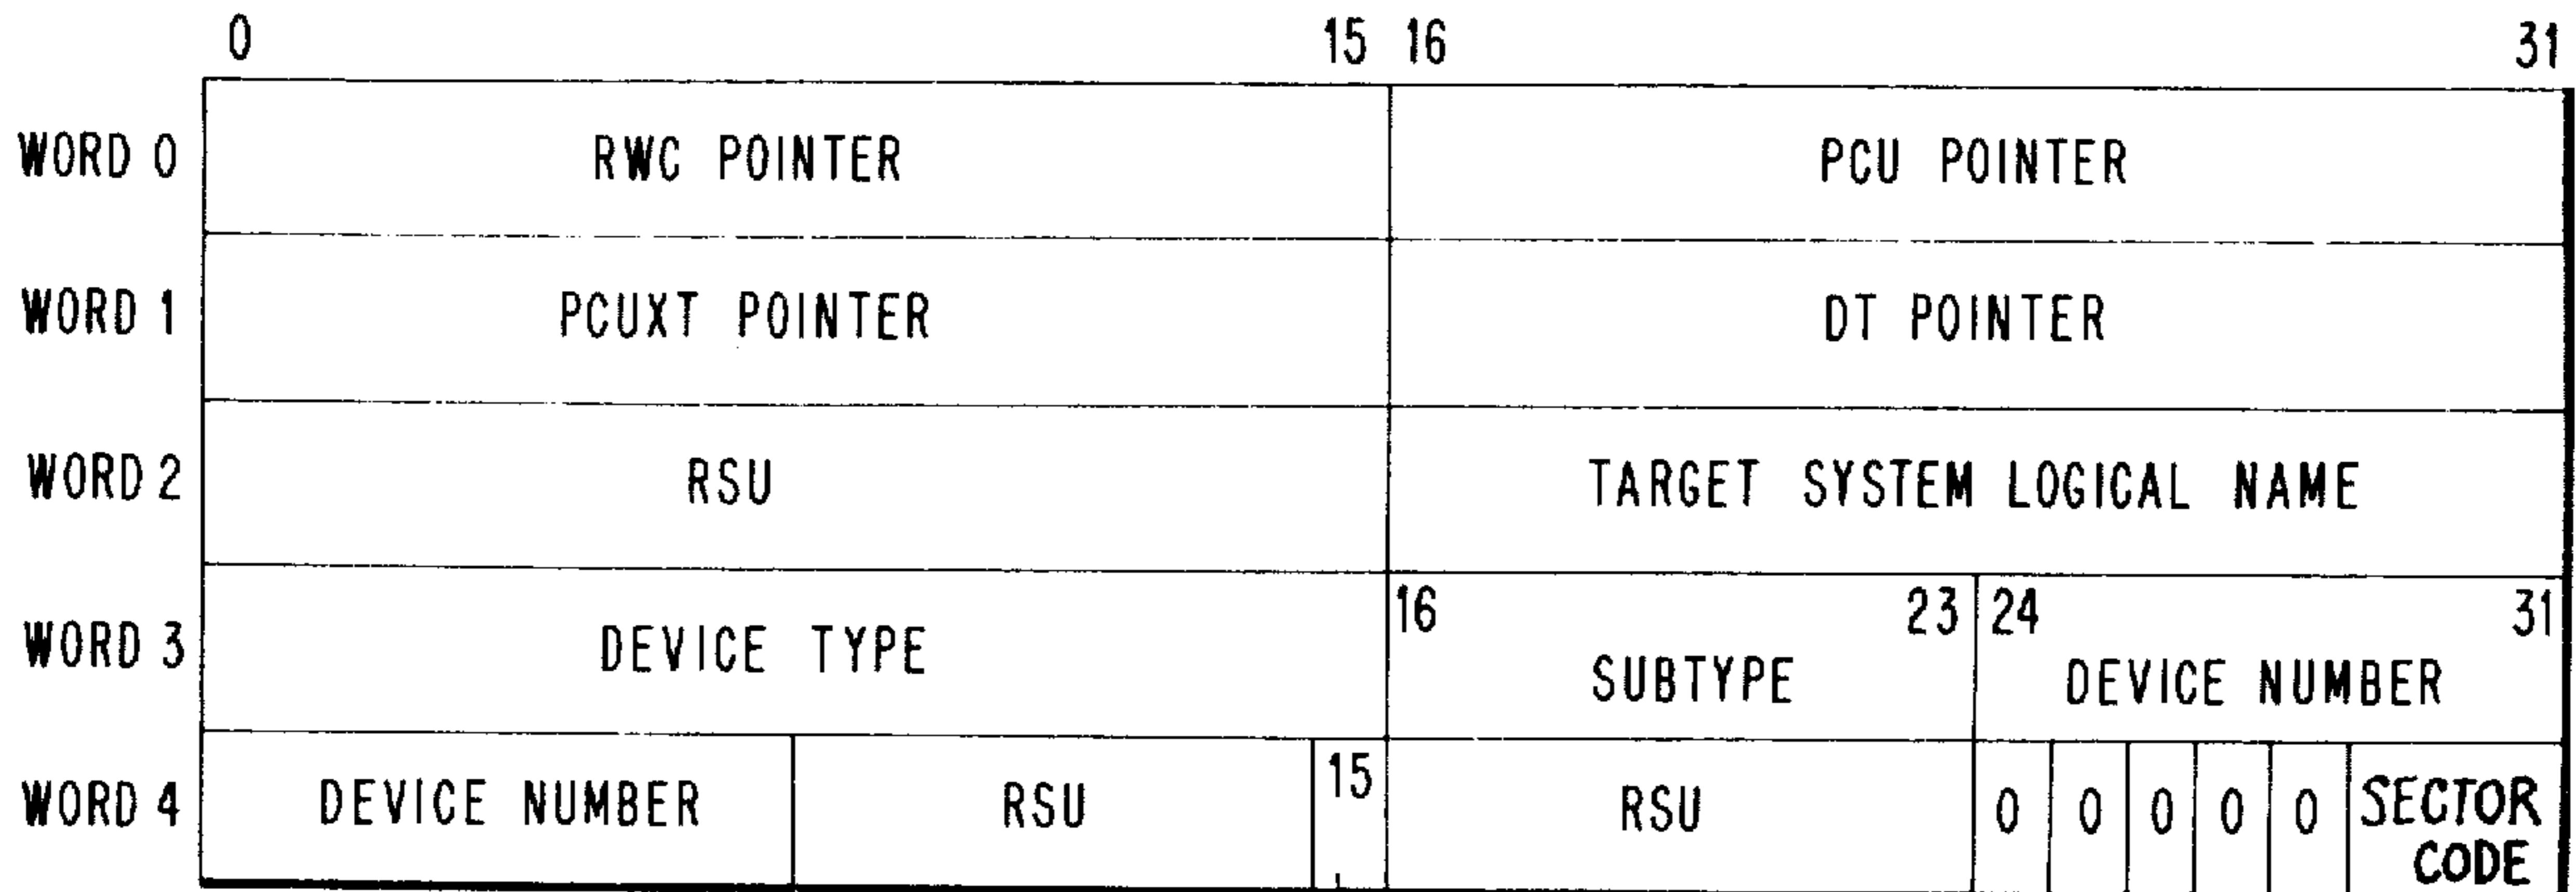 0 15 16 31
WORD 0 RWC POINTER PCU POINTER
WORD 1 PCUXT POINTER DT POINTER
WORD 2 RSU TARGET SYSTEM LOGICAL NAME
16 23 24 31
WORD 3 DEVICE TYPE SUBTYPE DEVICE NUMBER
WORD 4 DEVICE NUMBER RSU 15 RSU 0 0 0 0 0 SECTOR
CODE